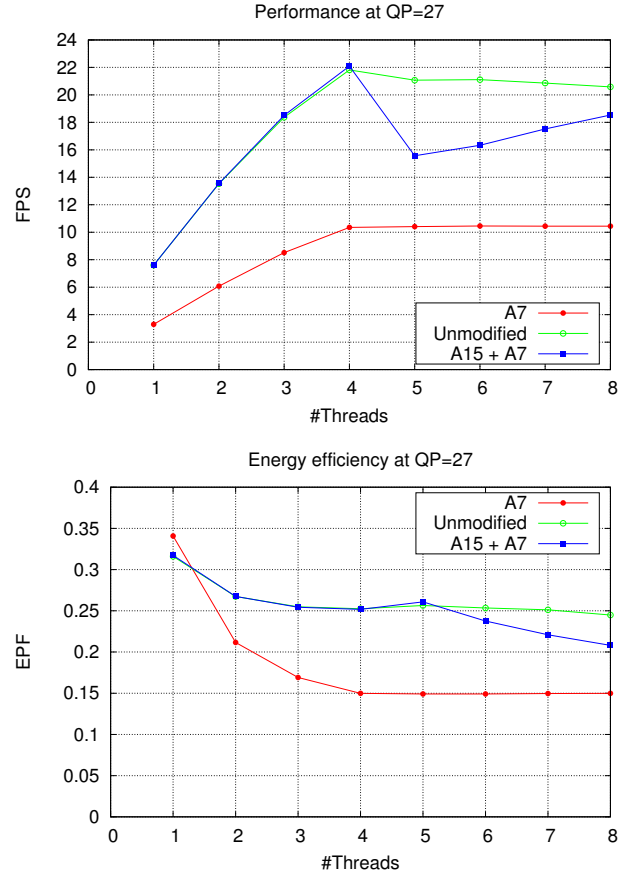 Performance at QP=27
24
22
20
18
16
14
12
10
8
6
4
2
0
FPS
A7
Unmodified
A15 + A7
0 1 2 3 4 5 6 7 8
#Threads
Energy efficiency at QP=27
0.4
0.35
0.3
0.25
0.2
0.15
0.1
0.05
0
EPF
A7
Unmodified
A15 + A7
0 1 2 3 4 5 6 7 8
#Threads